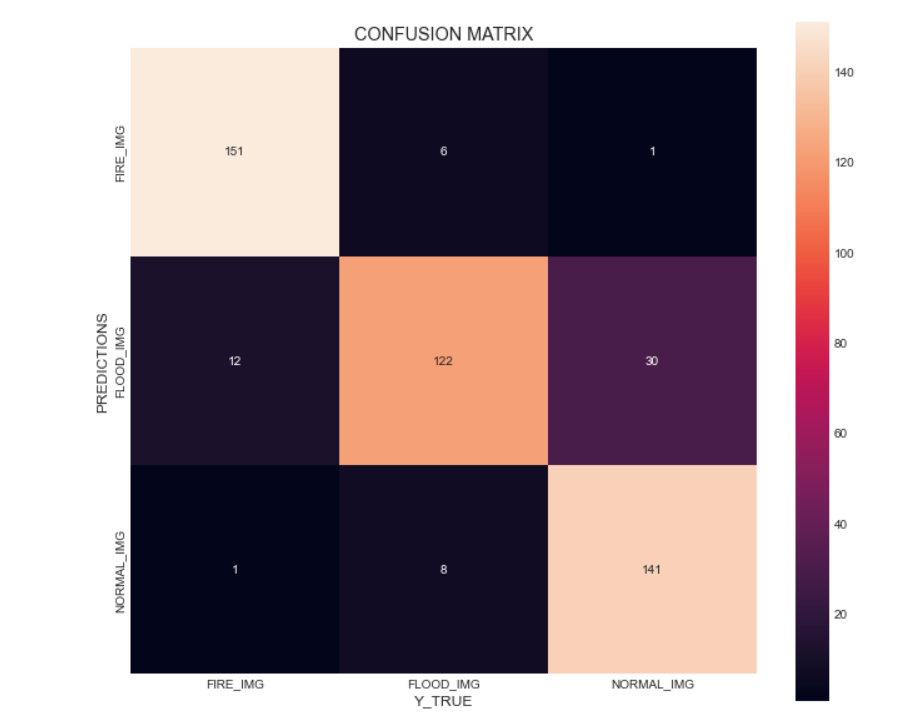 CONFUSION MATRIX
PREDICTIONS
FIRE_IMG
151
6
1
FLOOD_IMG
12
122
30
NORMAL_IMG
1
8
141
FIRE_IMG
FLOOD_IMG
NORMAL_IMG
Y_TRUE
140
120
100
80
60
40
20